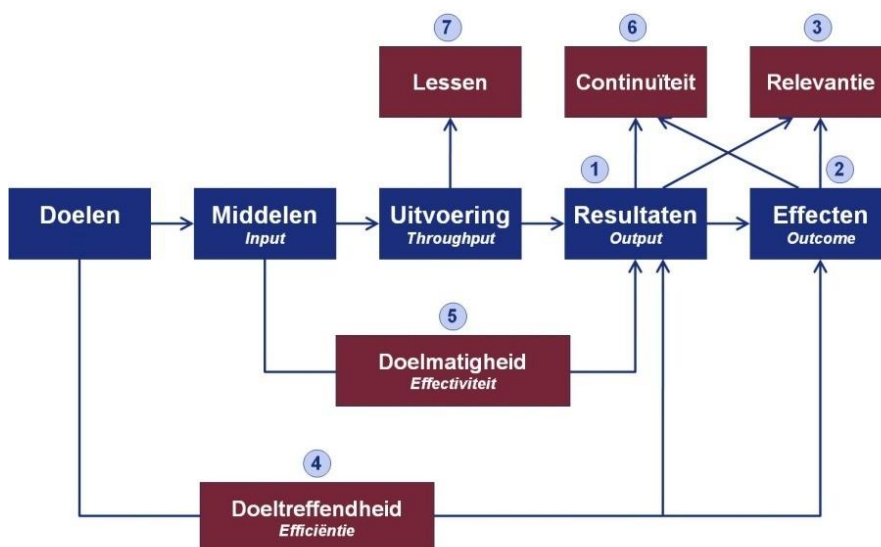 7
6
3
Lessen
Continuïteit
Relevantie
1
2
Doelen
Middelen
Input
Uitvoering
Throughput
Resultaten
Output
Effecten
Outcome
5
Doelmatigheid
Effectiviteit
4
Doeltreffendheid
Efficiëntie